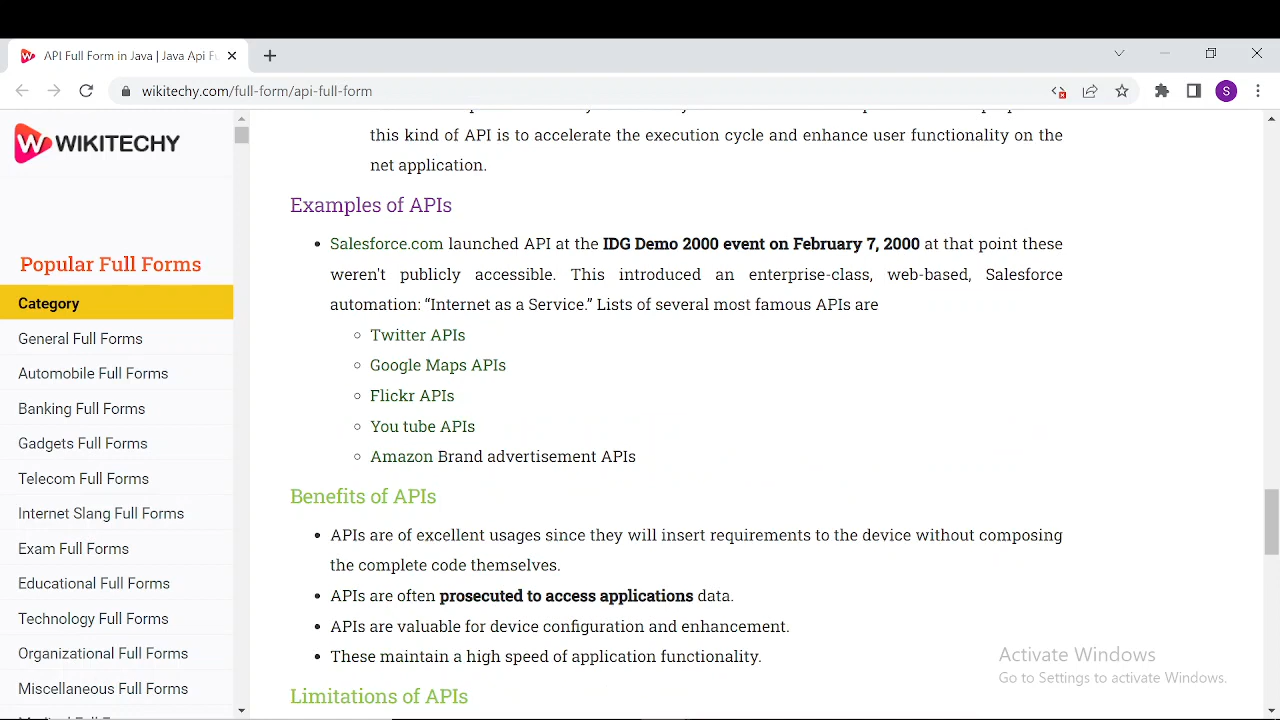 API Full Form in Java | Java Api Fu
wikitechy.com/full-form/api-full-form
S
W WIKITECHY
Popular Full Forms
Category
General Full Forms
Automobile Full Forms
Banking Full Forms
Gadgets Full Forms
Telecom Full Forms
Internet Slang Full Forms
Exam Full Forms
Educational Full Forms
Technology Full Forms
Organizational Full Forms
Miscellaneous Full Forms
this kind of API is to accelerate the execution cycle and enhance user functionality on the
net application.
Examples of APIs
Salesforce.com launched API at the IDG Demo 2000 event on February 7, 2000 at that point these
weren't publicly accessible. This introduced an enterprise-class, web-based, Salesforce
automation: “Internet as a Service.” Lists of several most famous APIs are
Twitter APIs
Google Maps APIs
Flickr APIs
You tube APIs
Amazon Brand advertisement APIs
Benefits of APIs
APIs are of excellent usages since they will insert requirements to the device without composing
the complete code themselves.
APIs are often prosecuted to access applications data.
APIs are valuable for device configuration and enhancement.
These maintain a high speed of application functionality.
Limitations of APIs
Activate Windows
Go to Settings to activate Windows.